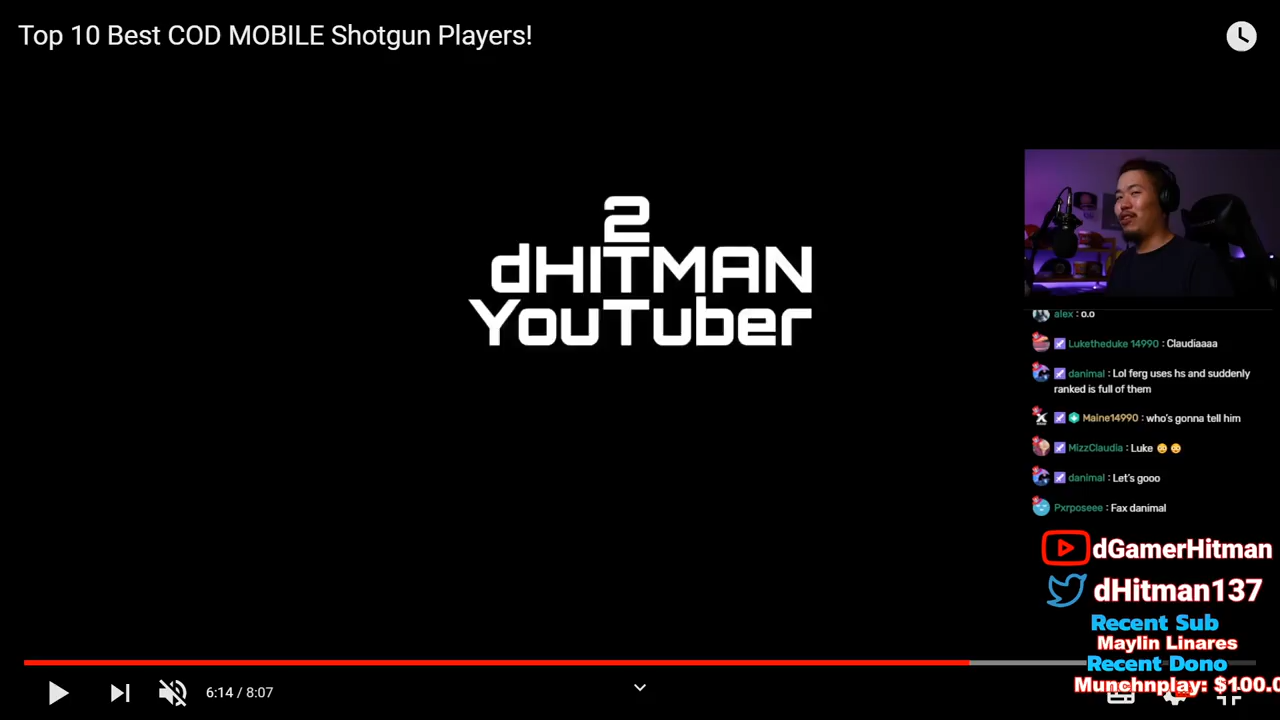 Top 10 Best COD MOBILE Shotgun Players!
2
dHITMAN
YouTuber
alex : o.o
Luketheduke 14990 : Claudiaaaa
danimal : Lol ferg uses hs and suddenly
ranked is full of them
Maine14990 : who's gonna tell him
MizzClaudia : Luke 😳 😳
danimal : Let's gooo
Pxrposeee : Fax danimal
dGamerHitman
dHitman137
Recent Sub
Maylin Linares
Recent Dono
Munchnplay: $100.0
6:14 / 8:07